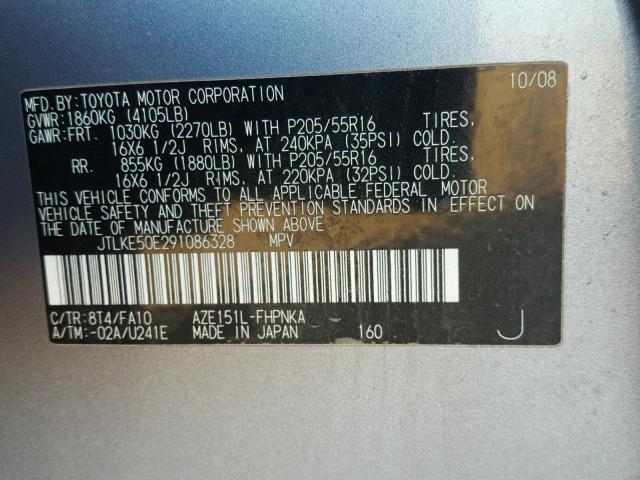 10/08
MFD.BY:TOYOTA MOTOR CORPORATION
GVWR:1860KG (4105LB)
GAWR:FRT. 1030KG (2270LB) WITH P205/55R16 TIRES,
16X6 1/2J RIMS, AT 240KPA (35PSI) COLD.
RR. 855KG (1880LB) WITH P205/55R16 TIRES,
16X6 1/2J RIMS, AT 220KPA (32PSI) COLD.
THIS VEHICLE CONFORMS TO ALL APPLICABLE FEDERAL MOTOR
VEHICLE SAFETY AND THEFT PREVENTION STANDARDS IN EFFECT ON
THE DATE OF MANUFACTURE SHOWN ABOVE.
JTLKE50E291086328 MPV
C/TR: 8T4/FA10 AZE151L-FHPNKA
A/TM: -02A/U241E MADE IN JAPAN 160 J